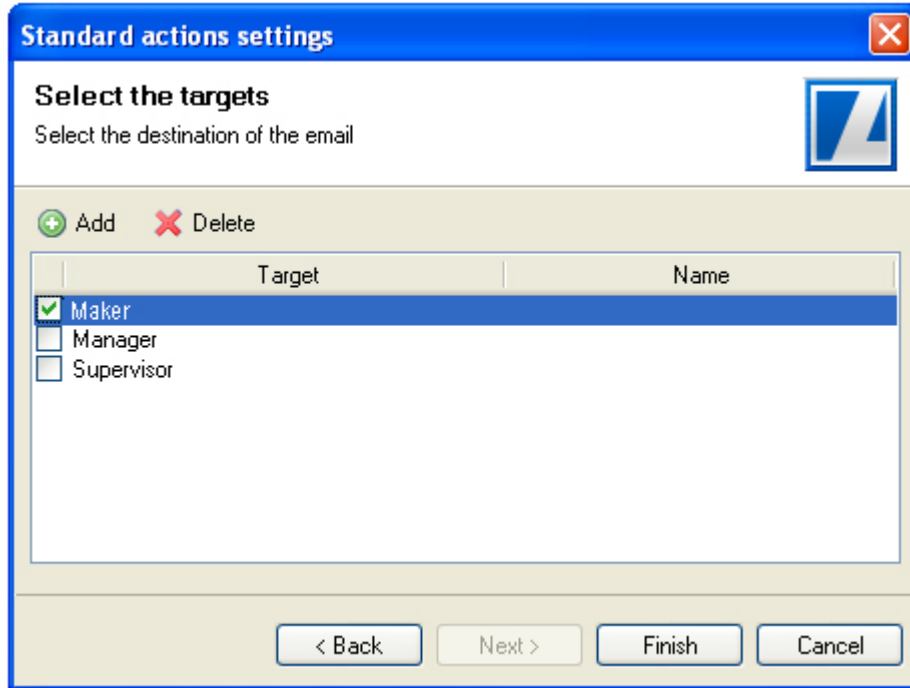 Standard actions settings
Select the targets
Select the destination of the email
Add Delete
Target Name
Maker
Manager
Supervisor
< Back Next > Finish Cancel